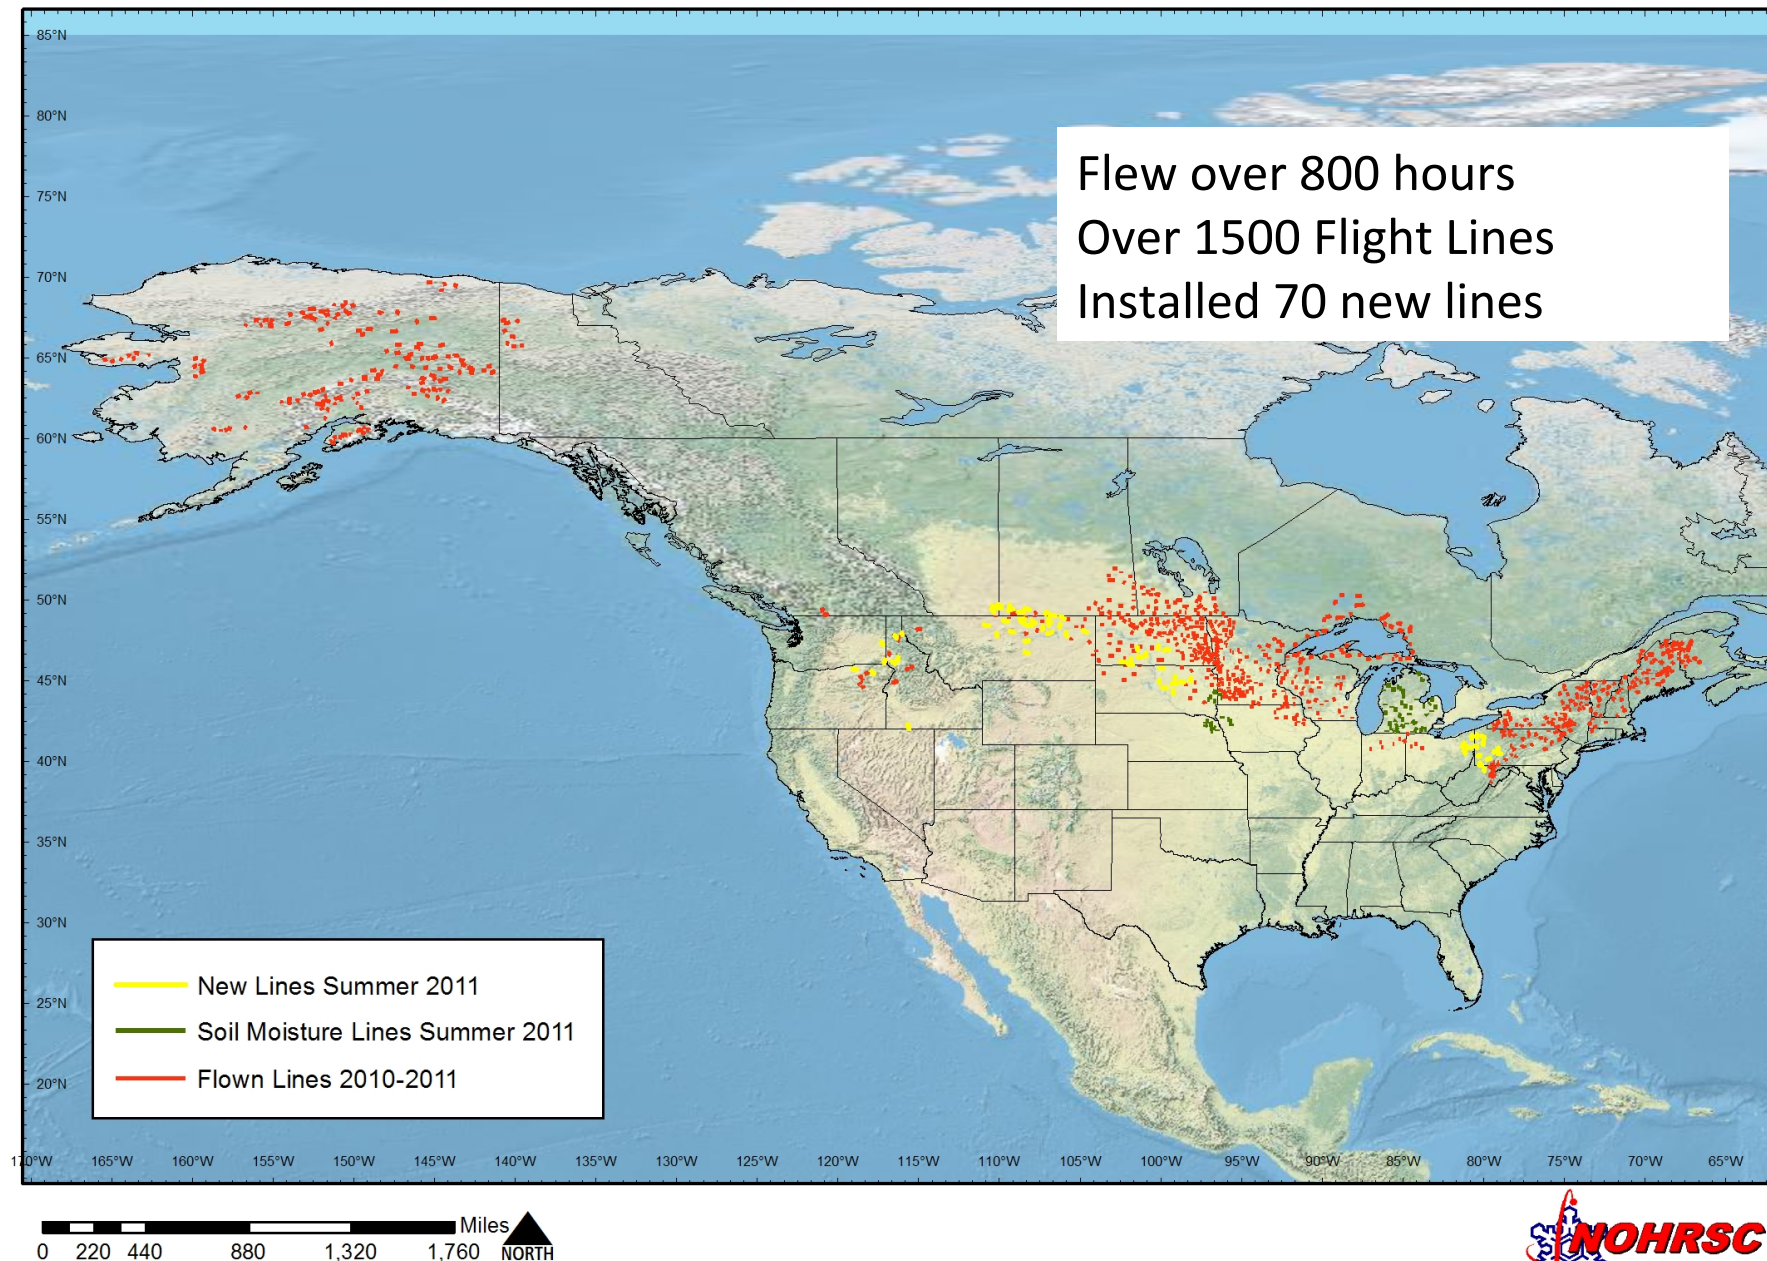 85°N
80°N
75°N
70°N
65°N
60°N
55°N
50°N
45°N
40°N
35°N
30°N
25°N
20°N
Flew over 800 hours
Over 1500 Flight Lines
Installed 70 new lines
New Lines Summer 2011
Soil Moisture Lines Summer 2011
Flown Lines 2010-2011
170°W 165°W 160°W 155°W 150°W 145°W 140°W 135°W 130°W 125°W 120°W 115°W 110°W 105°W 100°W 95°W 90°W 85°W 80°W 75°W 70°W 65°W
Miles
0 220 440 880 1,320 1,760 NORTH
NOHRSC